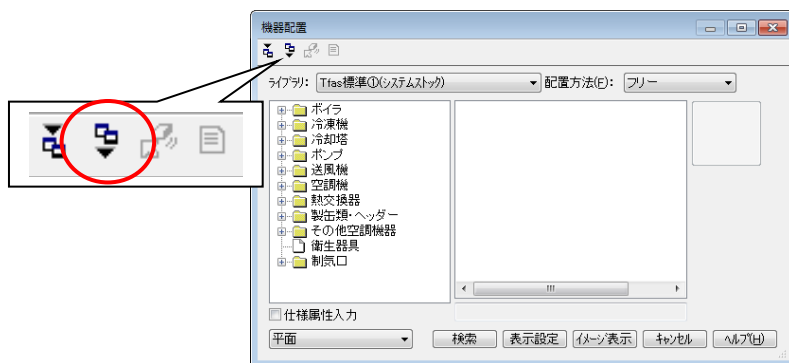 機器配置
ライブラリ: Tfas標準①(システムストック) 配置方法(F): フリー
ボイラ
冷凍機
冷却塔
ポンプ
送風機
空調機
熱交換器
製缶類・ヘッダー
その他空調機器
衛生器具
制気口
仕様属性入力
平面 検索 表示設定 イメージ表示 キャンセル ヘルプ(H)